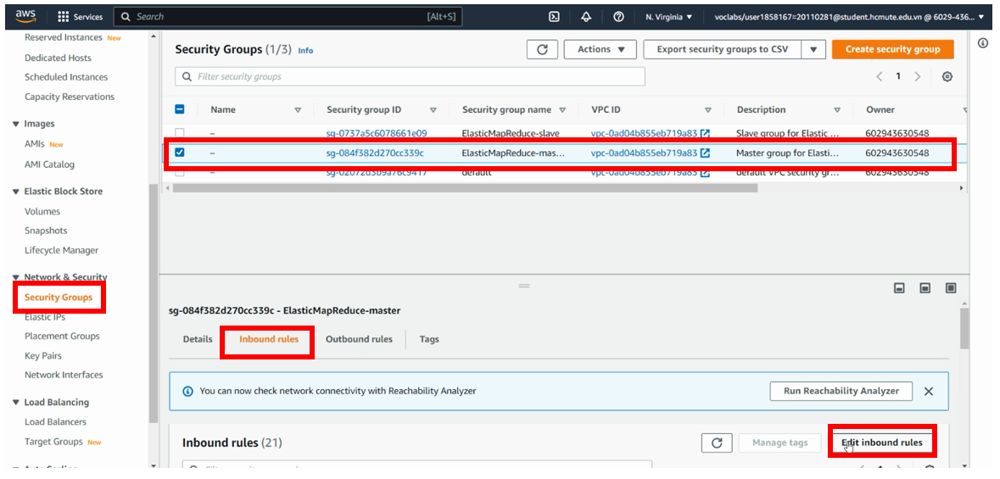 aws Services Search [Alt+S] N. Virginia voclabs/user1858167=20110281@student.hcmute.edu.vn @ 6029-436...
Reserved Instances New
Dedicated Hosts
Scheduled Instances
Capacity Reservations
Images
AMIs New
AMI Catalog
Elastic Block Store
Volumes
Snapshots
Lifecycle Manager
Network & Security
Security Groups
Elastic IPs
Placement Groups
Key Pairs
Network Interfaces
Load Balancing
Load Balancers
Target Groups New
Auto Scaling
Security Groups (1/3) Info Actions Export security groups to CSV Create security group
Filter security groups 1
Name Security group ID Security group name VPC ID Description Owner
– sg-0737a5c6078661e09 ElasticMapReduce-slave vpc-0ad04b855eb719a83 Slave group for Elastic ... 602943630548
– sg-084f382d270cc339c ElasticMapReduce-mas... vpc-0ad04b855eb719a83 Master group for Elasti... 602943630548
– sg-02072d3b9a76c9417 default vpc-0ad04b855eb719a83 default VPC security gr... 602943630548
sg-084f382d270cc339c - ElasticMapReduce-master
Details Inbound rules Outbound rules Tags
You can now check network connectivity with Reachability Analyzer Run Reachability Analyzer
Inbound rules (21) Manage tags Edit inbound rules